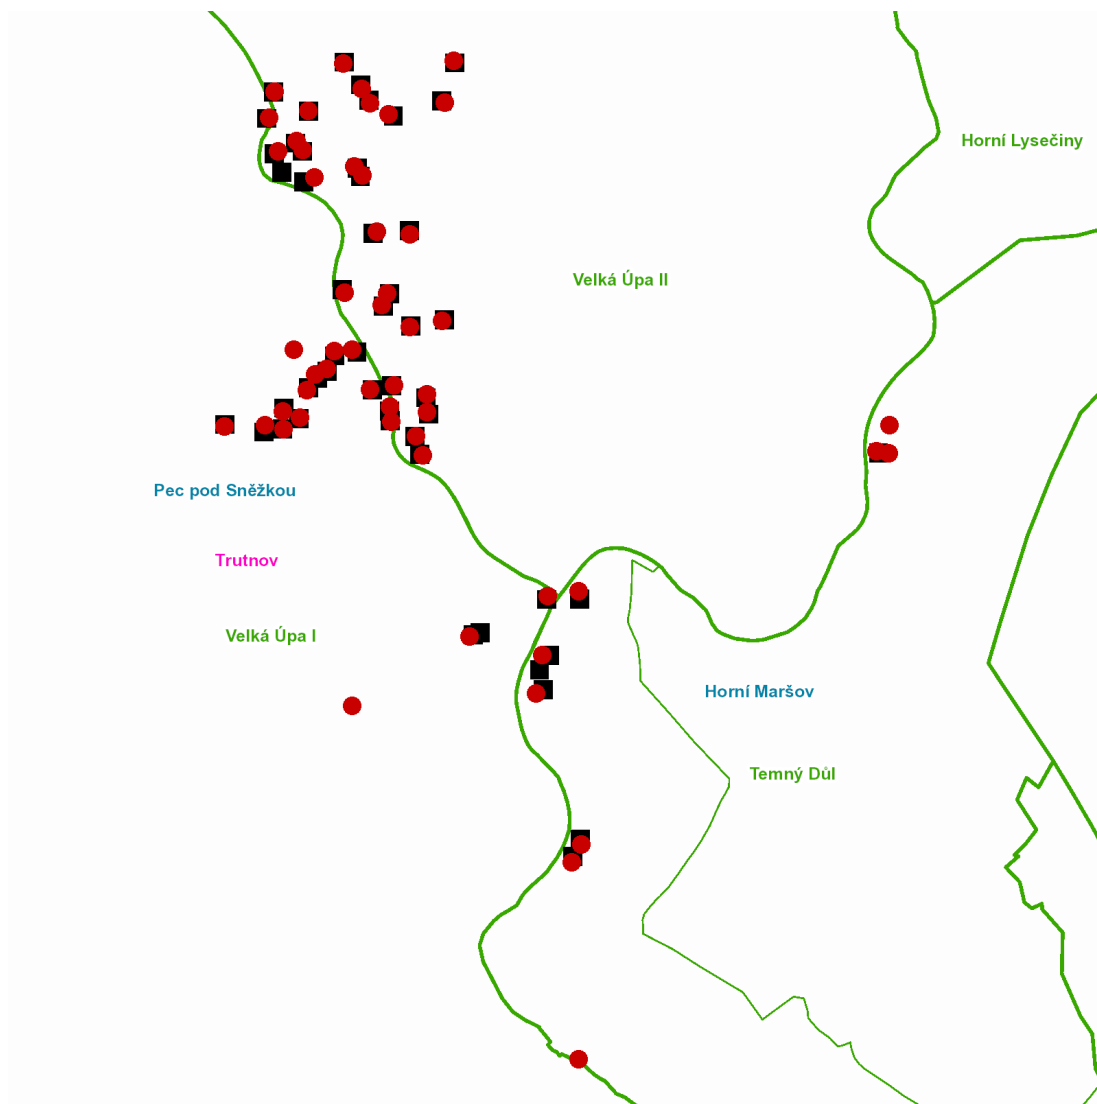 Horní Lysečiny
Velká Úpa II
Pec pod Sněžkou
Trutnov
Velká Úpa I
Horní Maršov
Temný Důl